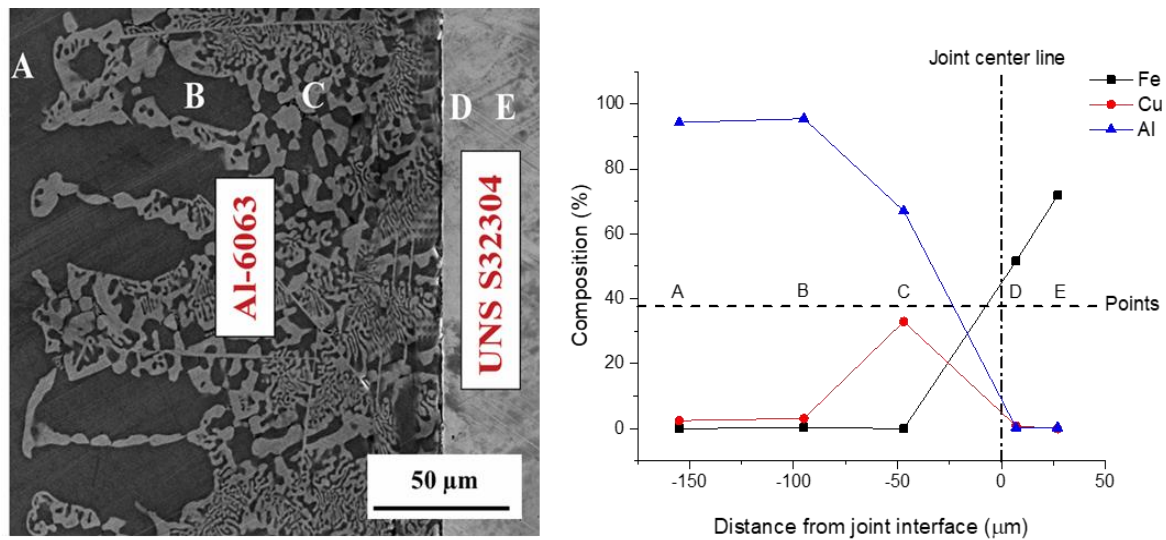 A
B
C
D
E
Al-6063
UNS S32304
50 µm
Joint center line
Fe
Cu
Al
100
80
60
40
20
0
A
B
C
D
E
Points
Composition (%)
-150
-100
-50
0
50
Distance from joint interface (µm)